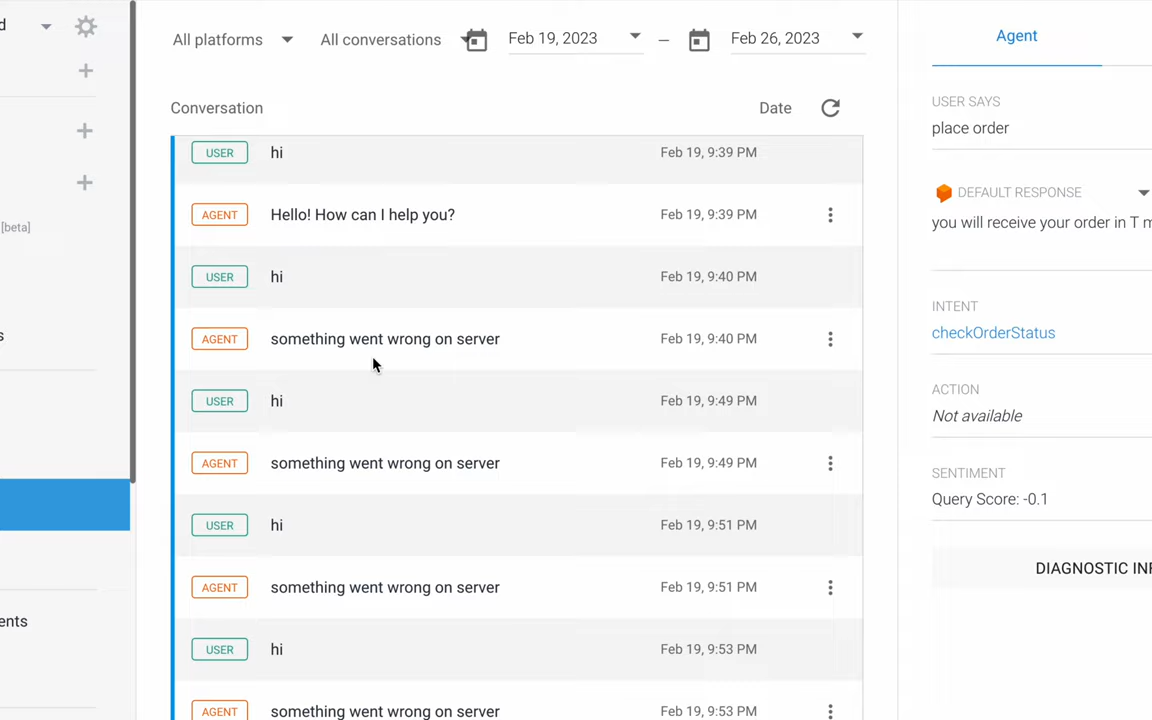 d
All platforms
All conversations
Feb 19, 2023
–
Feb 26, 2023
Conversation
Date
USER
hi
Feb 19, 9:39 PM
AGENT
Hello! How can I help you?
Feb 19, 9:39 PM
USER
hi
Feb 19, 9:40 PM
AGENT
something went wrong on server
Feb 19, 9:40 PM
USER
hi
Feb 19, 9:49 PM
AGENT
something went wrong on server
Feb 19, 9:49 PM
USER
hi
Feb 19, 9:51 PM
AGENT
something went wrong on server
Feb 19, 9:51 PM
USER
hi
Feb 19, 9:53 PM
AGENT
something went wrong on server
Feb 19, 9:53 PM
[beta]
s
ents
Agent
USER SAYS
place order
DEFAULT RESPONSE
you will receive your order in T m
INTENT
checkOrderStatus
ACTION
Not available
SENTIMENT
Query Score: -0.1
DIAGNOSTIC INF